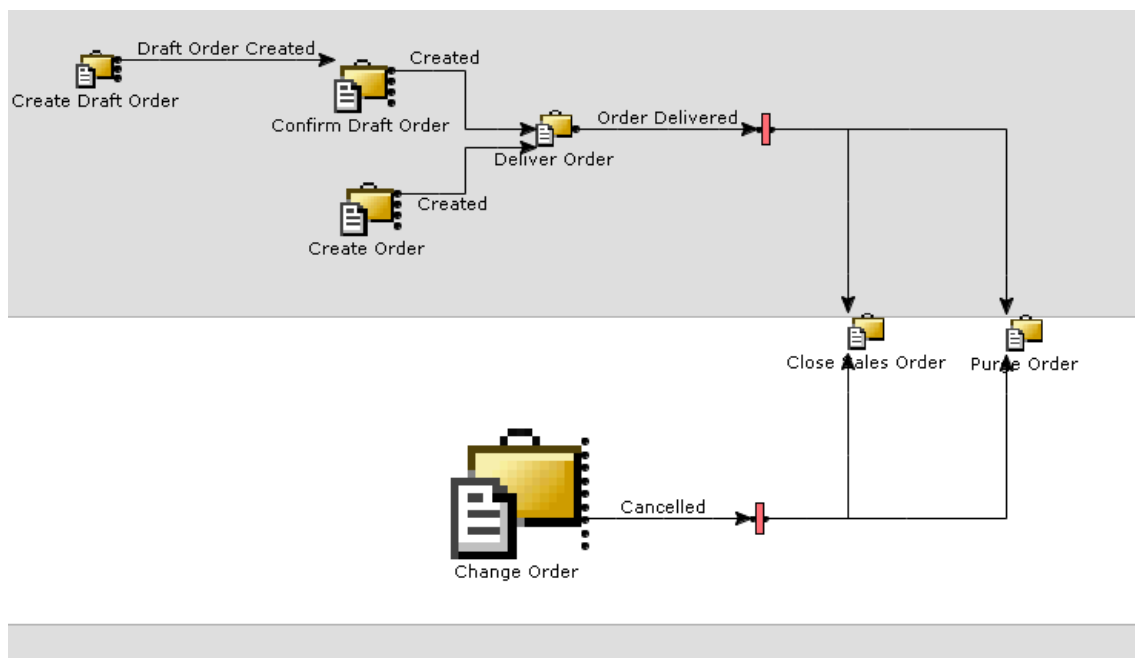 Draft Order Created
Created
Create Draft Order
Confirm Draft Order
Order Delivered
Deliver Order
Created
Create Order
Close Sales Order
Purge Order
Cancelled
Change Order